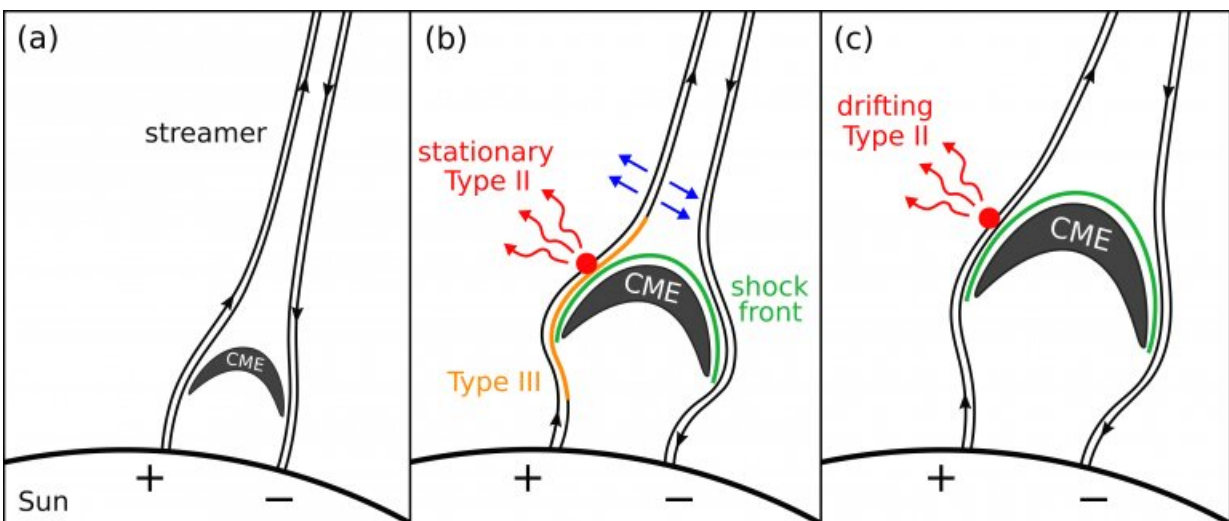 (a)
streamer
CME
+
−
Sun
(b)
stationary
Type II
CME
shock
front
Type III
+
−
(c)
drifting
Type II
CME
+
−